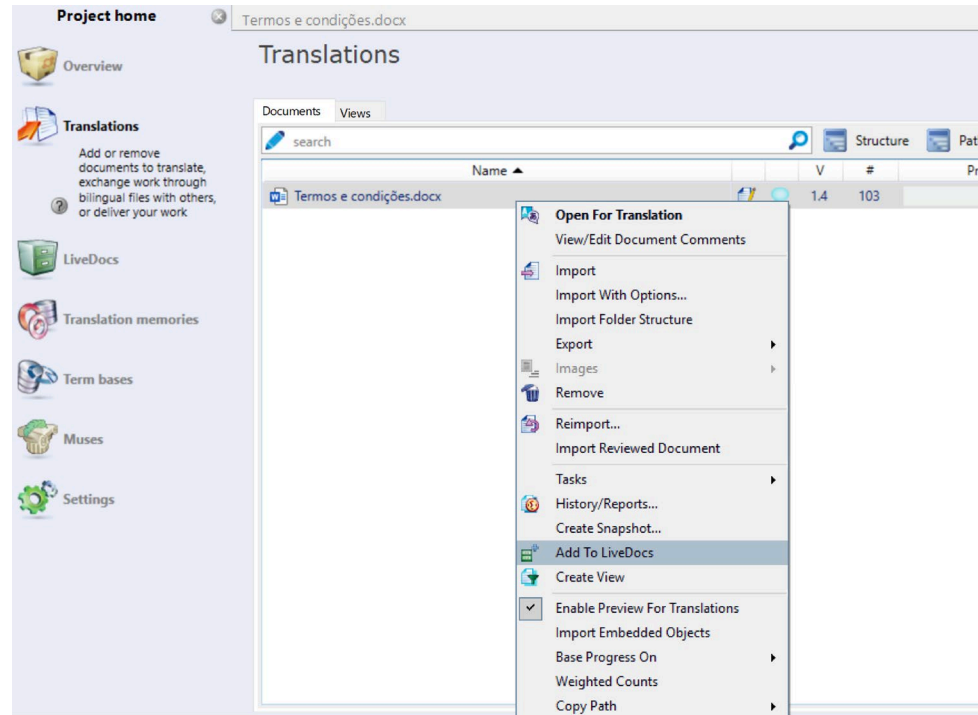 Project home
Termos e condições.docx
Overview
Translations
Add or remove
documents to translate,
exchange work through
bilingual files with others,
or deliver your work
LiveDocs
Translation memories
Term bases
Muses
Settings
Translations
Documents
Views
search
Structure
Pat
Name
V
#
Pr
Termos e condições.docx
1.4
103
Open For Translation
View/Edit Document Comments
Import
Import With Options...
Import Folder Structure
Export
Images
Remove
Reimport...
Import Reviewed Document
Tasks
History/Reports...
Create Snapshot...
Add To LiveDocs
Create View
Enable Preview For Translations
Import Embedded Objects
Base Progress On
Weighted Counts
Copy Path